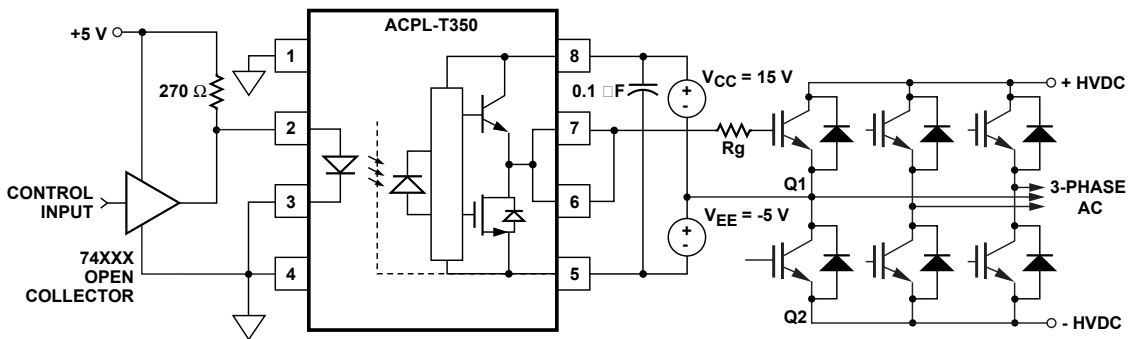 ACPL-T350
+5 V
270 Ω
1
2
3
4
8
7
6
5
0.1 □F
VCC = 15 V
+
-
VEE = -5 V
+
-
Rg
+ HVDC
Q1
3-PHASE
AC
Q2
- HVDC
CONTROL
INPUT
74XXX
OPEN
COLLECTOR